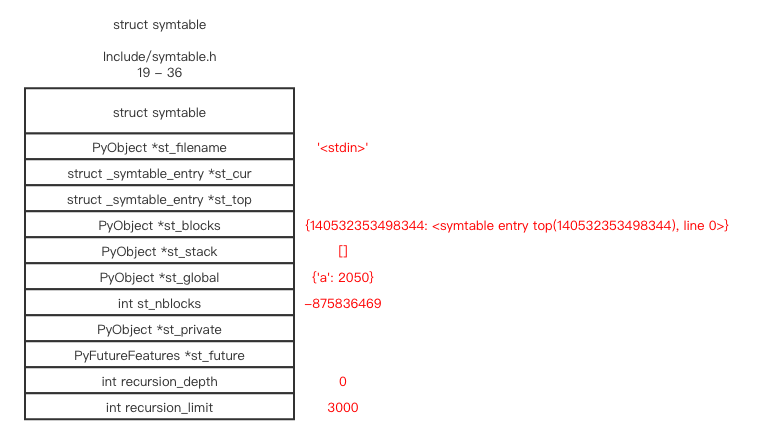 struct symtable
Include/symtable.h
19 - 36
struct symtable
PyObject *st_filename '<stdin>'
struct _symtable_entry *st_cur
struct _symtable_entry *st_top
PyObject *st_blocks {140532353498344: <symtable entry top(140532353498344), line 0>}
PyObject *st_stack []
PyObject *st_global {'a': 2050}
int st_nblocks -875836469
PyObject *st_private
PyFutureFeatures *st_future
int recursion_depth 0
int recursion_limit 3000